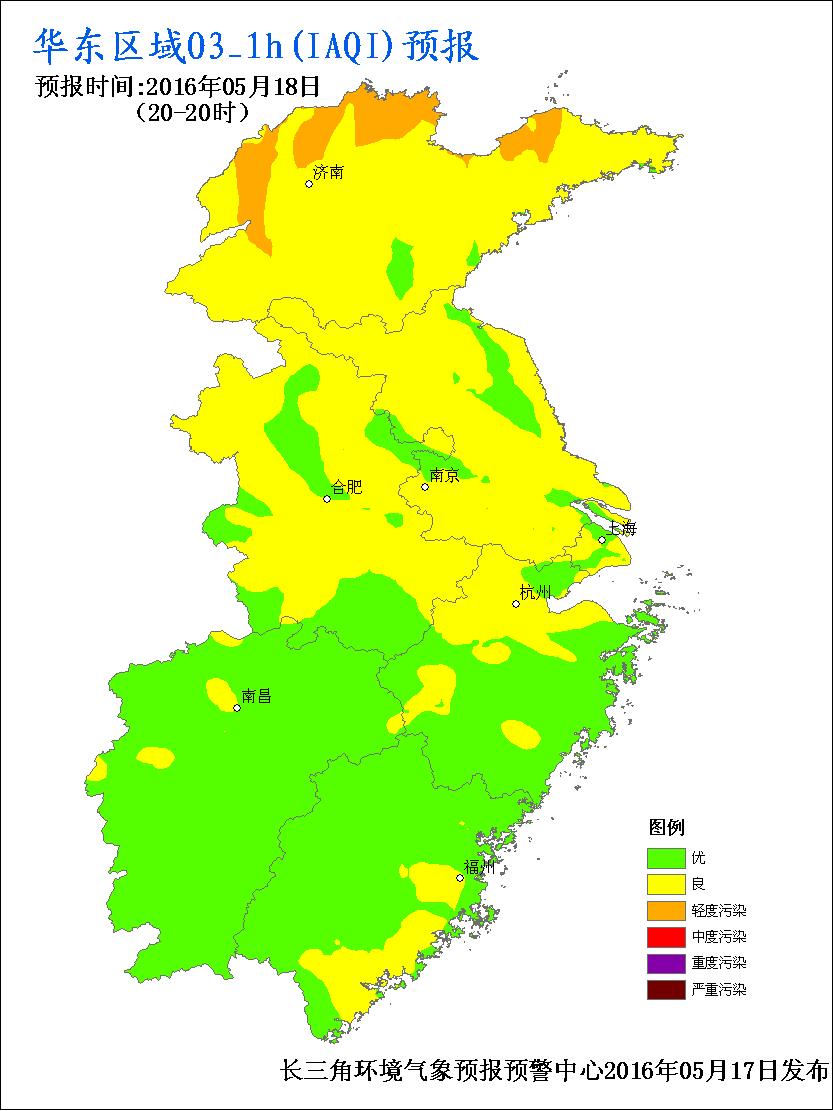 华东区域O3_1h(IAQI)预报
预报时间:2016年05月18日
(20-20时)
济南
南京
合肥
上海
杭州
南昌
福州
图例
优
良
轻度污染
中度污染
重度污染
严重污染
长三角环境气象预报预警中心2016年05月17日发布